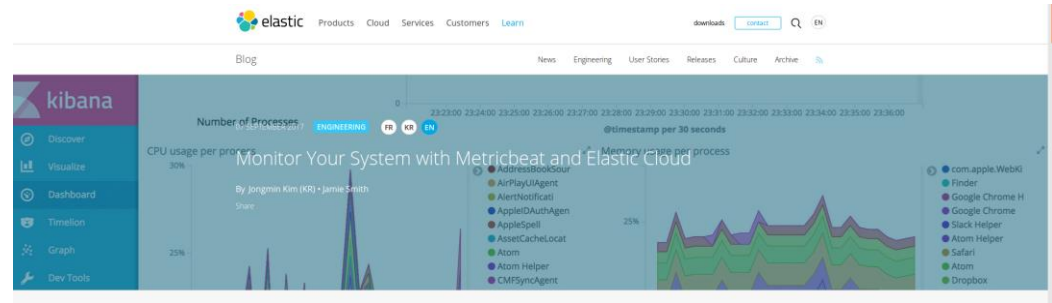 elastic Products Cloud Services Customers Learn downloads contact EN
Blog News Engineering User Stories Releases Culture Archive
kibana
Discover
Visualize
Dashboard
Timelion
Graph
Dev Tools
0
23:23:00 23:24:00 23:25:00 23:26:00 23:27:00 23:28:00 23:29:00 23:30:00 23:31:00 23:32:00 23:33:00 23:34:00 23:35:00 23:36:00
@timestamp per 30 seconds
Number of Processes
07 SEPTEMBER 2017 ENGINEERING FR KR EN
CPU usage per process
Memory usage per process
Monitor Your System with Metricbeat and Elastic Cloud
By Jongmin Kim (KR) • Jamie Smith
Share
30%
25%
AddressBookSour
AirPlayUIAgent
AlertNotificati
AppleIDAuthAgen
AppleSpell
AssetCacheLocat
Atom
Atom Helper
CMFSyncAgent
25%
com.apple.WebKi
Finder
Google Chrome H
Google Chrome
Slack Helper
Atom Helper
Safari
Atom
Dropbox